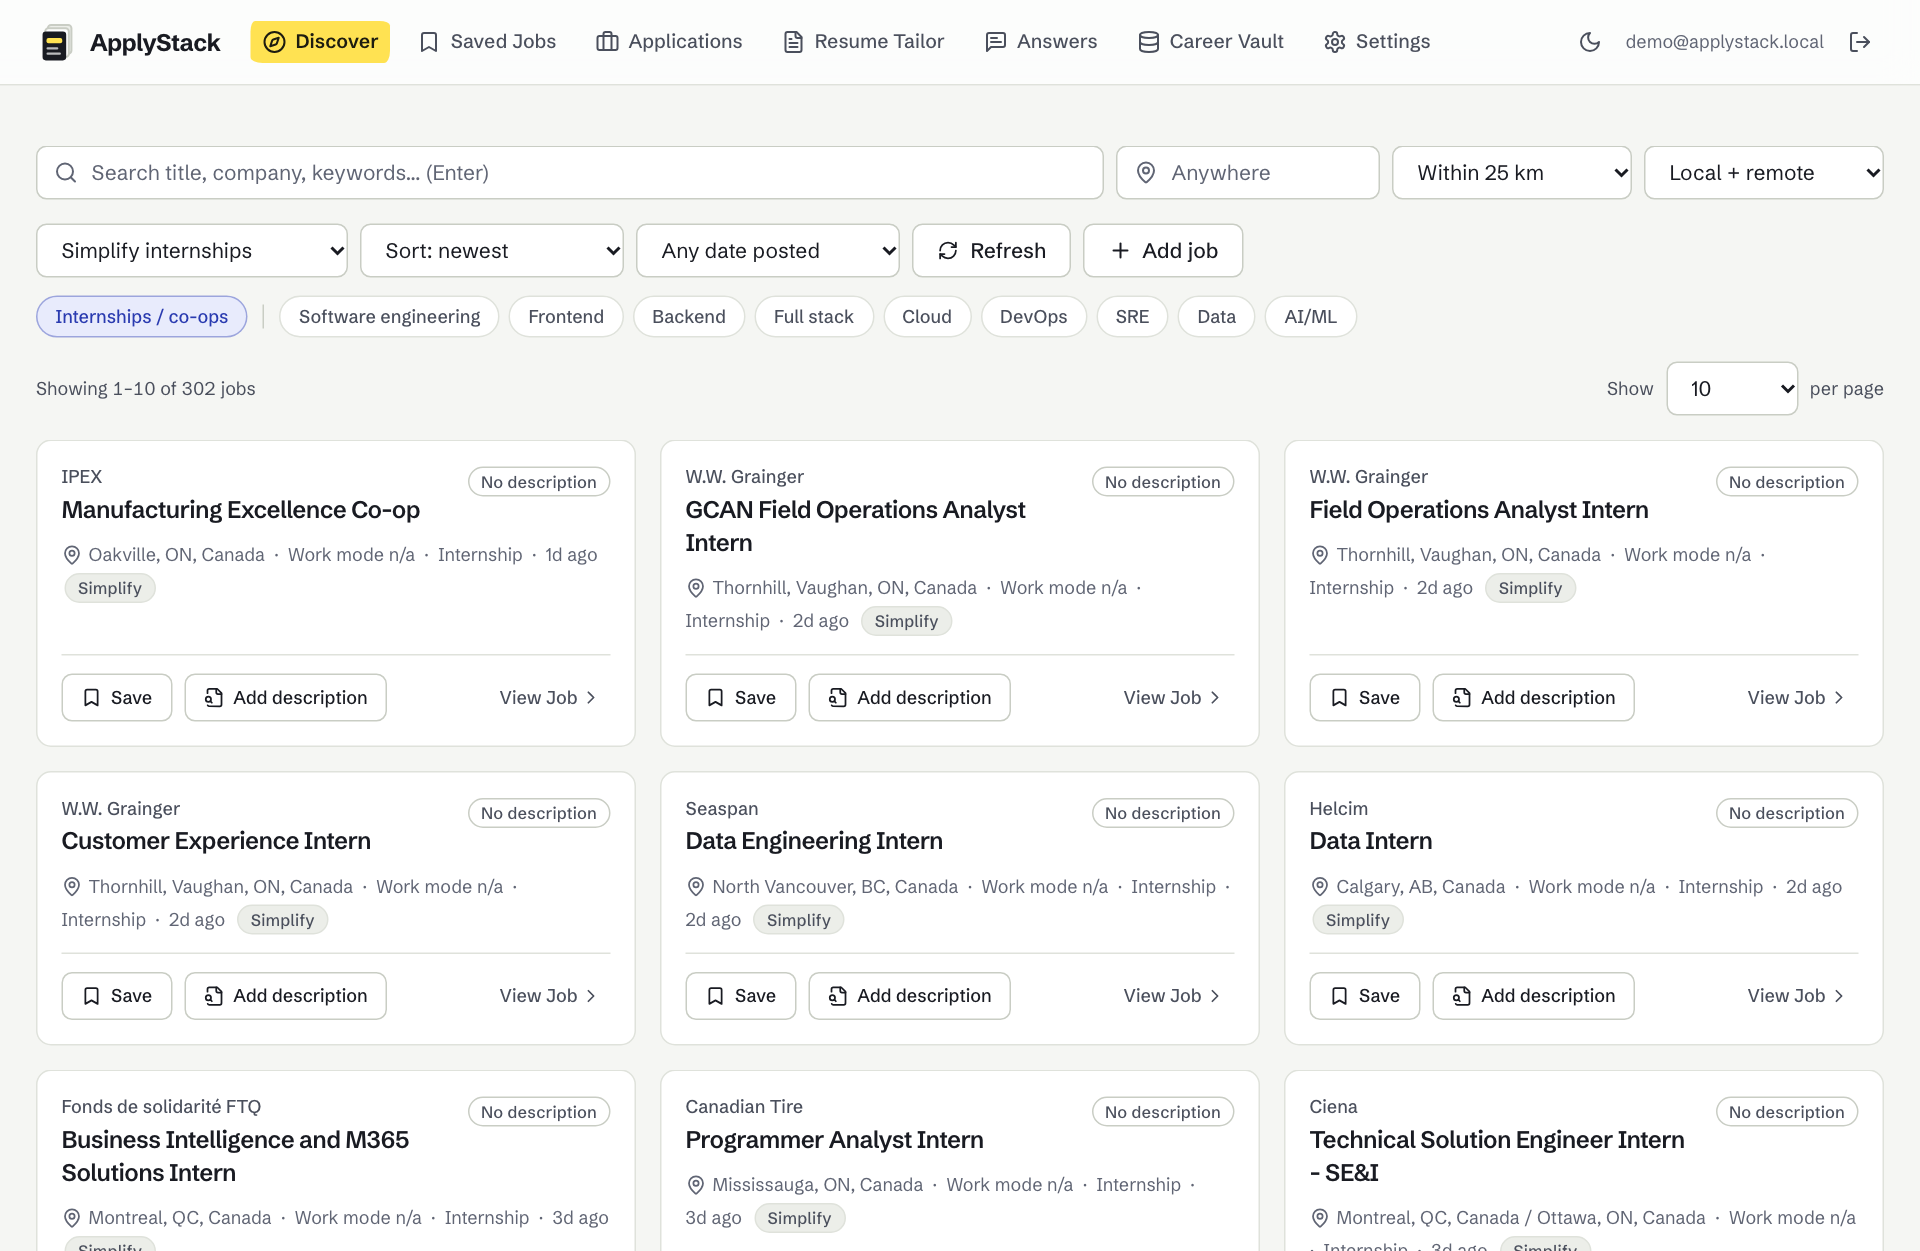 ApplyStack
Discover
Saved Jobs
Applications
Resume Tailor
Answers
Career Vault
Settings
demo@applystack.local
Search title, company, keywords... (Enter)
Anywhere
Within 25 km
Local + remote
Simplify internships
Sort: newest
Any date posted
Refresh
Add job
Internships / co-ops
Software engineering
Frontend
Backend
Full stack
Cloud
DevOps
SRE
Data
AI/ML
Showing 1-10 of 302 jobs
Show
10
per page
IPEX
No description
Manufacturing Excellence Co-op
Oakville, ON, Canada · Work mode n/a · Internship · 1d ago
Simplify
Save
Add description
View Job
W.W. Grainger
No description
GCAN Field Operations Analyst
Intern
Thornhill, Vaughan, ON, Canada · Work mode n/a ·
Internship · 2d ago Simplify
Save
Add description
View Job
W.W. Grainger
No description
Field Operations Analyst Intern
Thornhill, Vaughan, ON, Canada · Work mode n/a ·
Internship · 2d ago Simplify
Save
Add description
View Job
W.W. Grainger
No description
Customer Experience Intern
Thornhill, Vaughan, ON, Canada · Work mode n/a ·
Internship · 2d ago Simplify
Save
Add description
View Job
Seaspan
No description
Data Engineering Intern
North Vancouver, BC, Canada · Work mode n/a · Internship ·
2d ago Simplify
Save
Add description
View Job
Helcim
No description
Data Intern
Calgary, AB, Canada · Work mode n/a · Internship · 2d ago
Simplify
Save
Add description
View Job
Fonds de solidarité FTQ
No description
Business Intelligence and M365
Solutions Intern
Montreal, QC, Canada · Work mode n/a · Internship · 3d ago
Simplify
Canadian Tire
No description
Programmer Analyst Intern
Mississauga, ON, Canada · Work mode n/a · Internship ·
3d ago Simplify
Ciena
No description
Technical Solution Engineer Intern
- SE&I
Montreal, QC, Canada / Ottawa, ON, Canada · Work mode n/a
· Internship · 3d ago Simplify